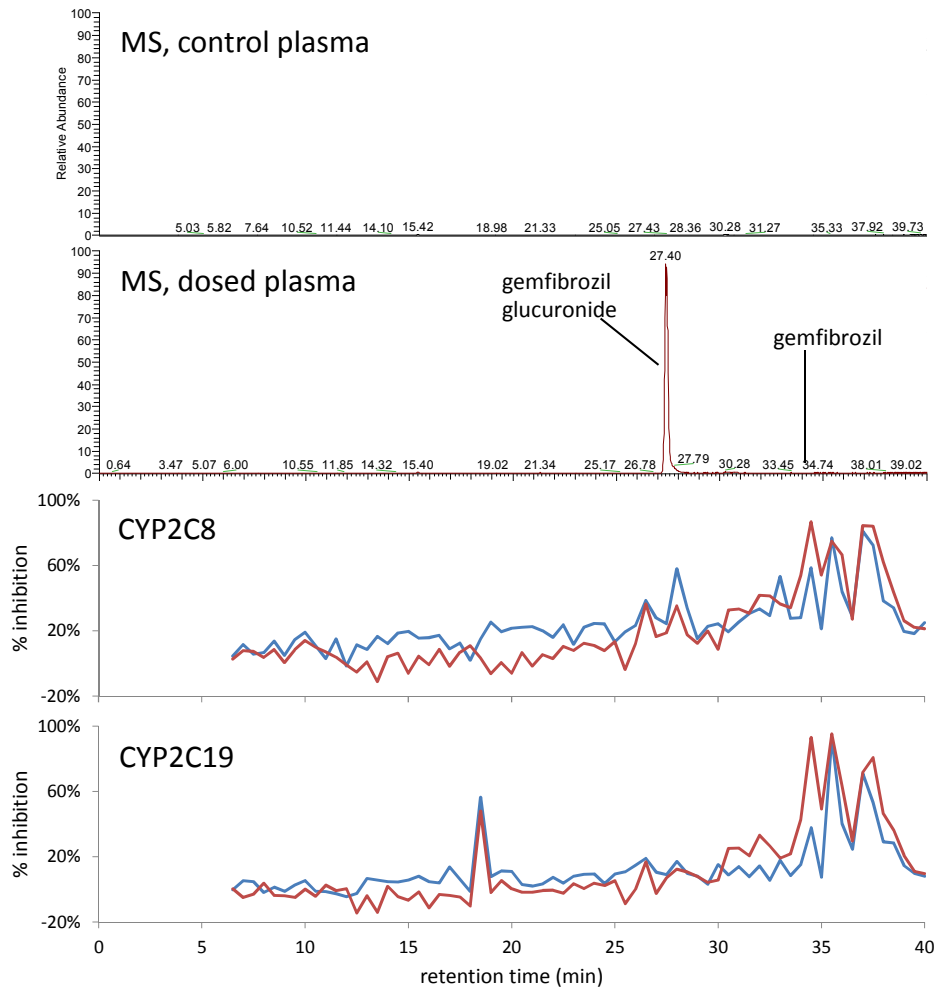 MS, control plasma
Relative Abundance
100
90
80
70
60
50
40
30
20
10
0
5.03 5.82 7.64 10.52 11.44 14.10 15.42 18.98 21.33 25.05 27.43 28.36 30.28 31.27 35.33 37.92 39.73
MS, dosed plasma
100
90
80
70
60
50
40
30
20
10
0
27.40
gemfibrozil
glucuronide
gemfibrozil
0.64 3.47 5.07 6.00 10.55 11.85 14.32 15.40 19.02 21.34 25.17 26.78 27.79 30.28 33.45 34.74 38.01 39.02
CYP2C8
% inhibition
100%
60%
20%
-20%
CYP2C19
% inhibition
100%
60%
20%
-20%
0 5 10 15 20 25 30 35 40
retention time (min)